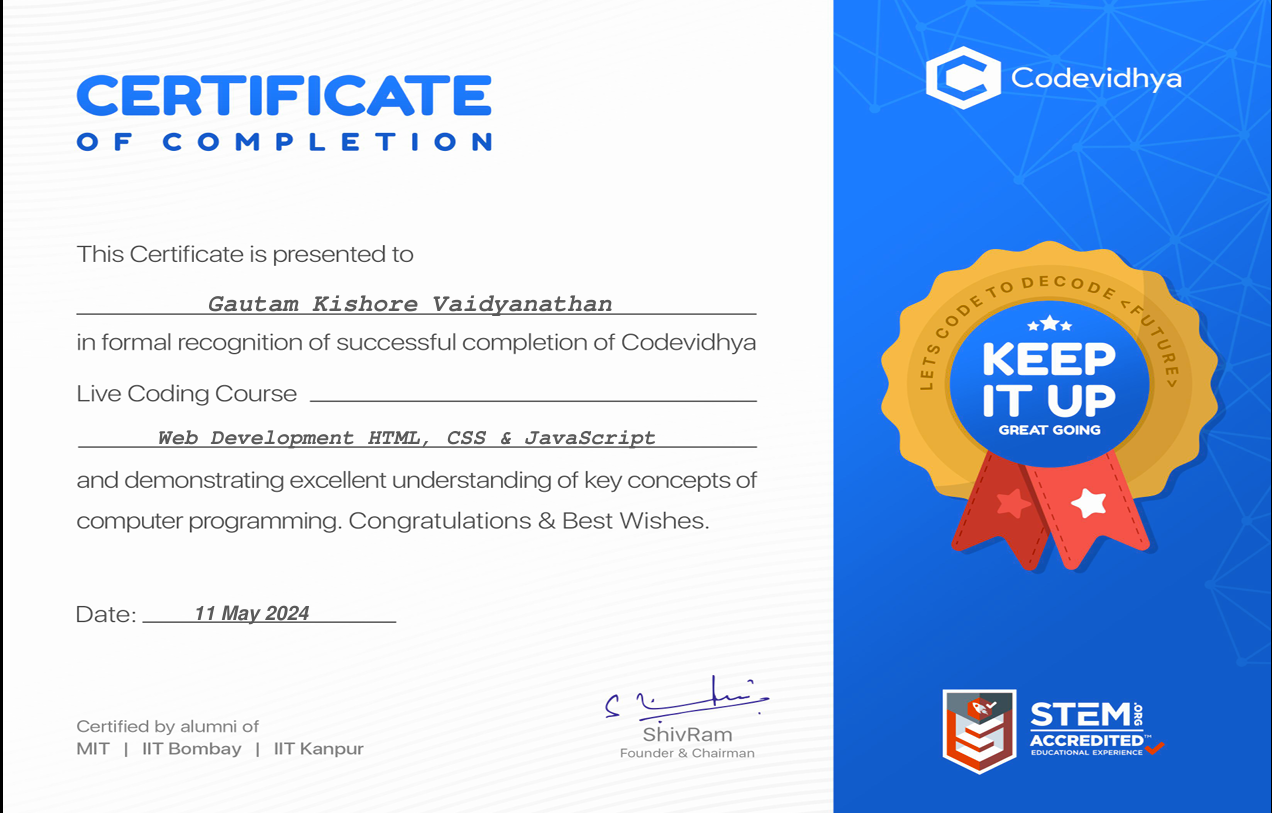 CERTIFICATE
OF COMPLETION
This Certificate is presented to
Gautam Kishore Vaidyanathan
in formal recognition of successful completion of Codevidhya
Live Coding Course
Web Development HTML, CSS & JavaScript
and demonstrating excellent understanding of key concepts of
computer programming. Congratulations & Best Wishes.
Date: 11 May 2024
Certified by alumni of
MIT | IIT Bombay | IIT Kanpur
ShivRam
Founder & Chairman
Codevidhya
LETS CODE TO DECODE <FUTURE>
KEEP
IT UP
GREAT GOING
STEM.ORG
ACCREDITED™
EDUCATIONAL EXPERIENCE